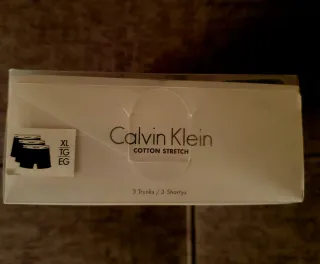 Calvin Klein
COTTON STRETCH
XL
TG
EG
3 Trunks / 3 Shortys